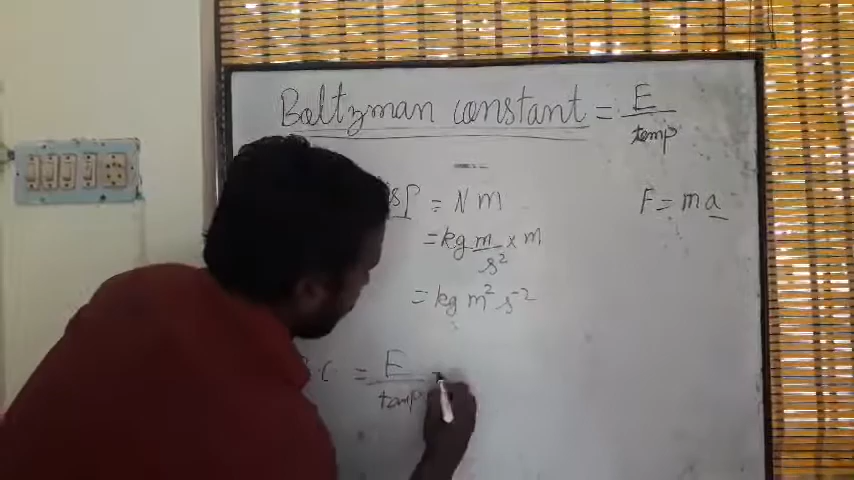 Boltzman constant = E/temp
= N m
F = ma
= kg m/s² × m
= kg m² s⁻²
.C = E/temp =